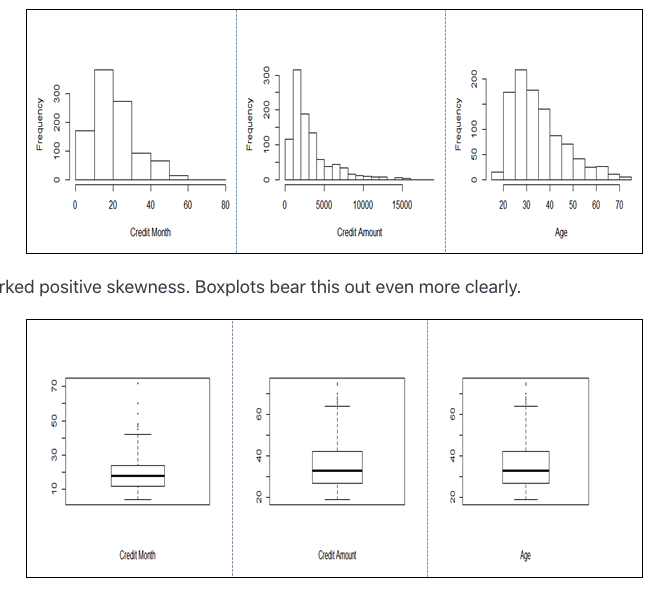 Frequency
0 100 200 300
0 20 40 60 80
Credit Month
Frequency
0 100 200 300
0 5000 10000 15000
Credit Amount
Frequency
0 50 100 200
20 30 40 50 60 70
Age
rked positive skewness. Boxplots bear this out even more clearly.
10 30 50 70
Credit Month
20 40 60
Credit Amount
20 40 60
Age